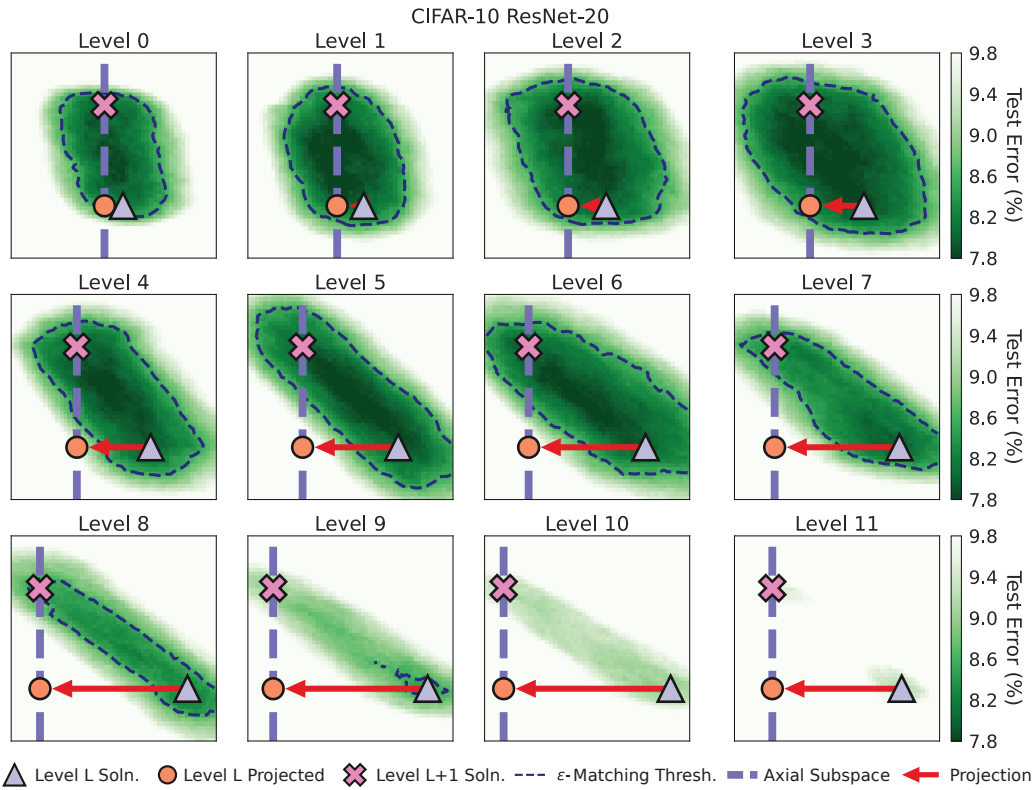 CIFAR-10 ResNet-20
Level 0
Level 1
Level 2
Level 3
9.8
9.4
9.0
8.6
8.2
7.8
Test Error (%)
Level 4
Level 5
Level 6
Level 7
9.8
9.4
9.0
8.6
8.2
7.8
Test Error (%)
Level 8
Level 9
Level 10
Level 11
9.8
9.4
9.0
8.6
8.2
7.8
Test Error (%)
Level L Soln.
Level L Projected
Level L+1 Soln.
ε-Matching Thresh.
Axial Subspace
Projection